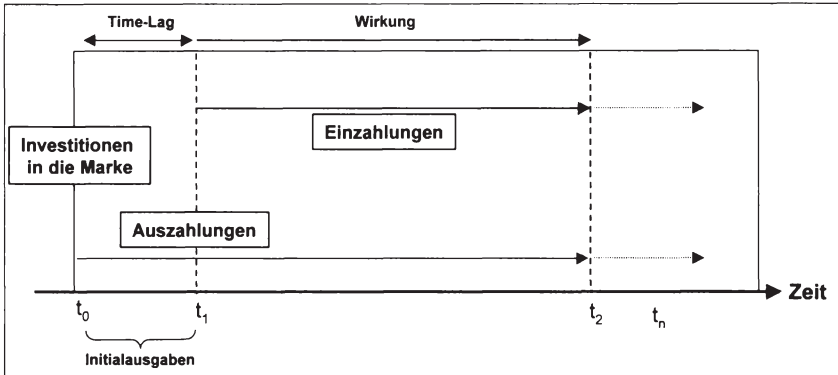 Time-Lag
Wirkung
Einzahlungen
Investitionen
in die Marke
Auszahlungen
Zeit
t0
t1
t2
tn
Initialausgaben